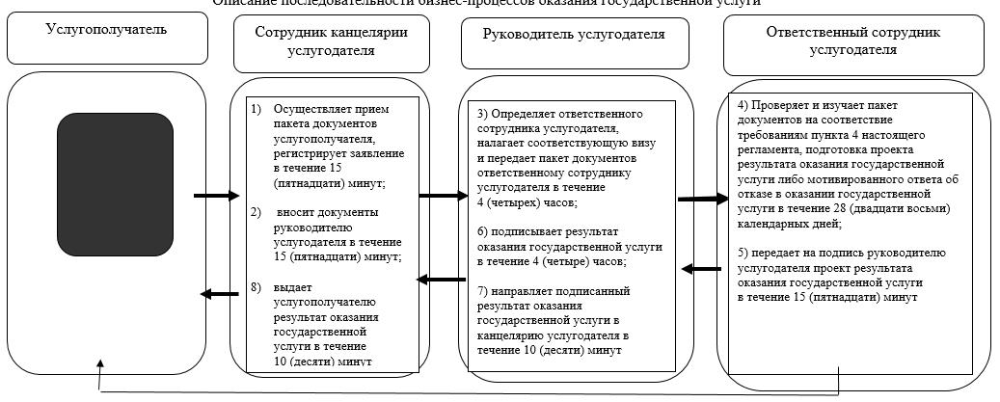 Описание последовательности бизнес-процессов оказания государственной услуги
Услугополучатель
Сотрудник канцелярии
услугодателя
Руководитель услугодателя
Ответственный сотрудник
услугодателя
1) Осуществляет прием
пакета документов
услугополучателя,
регистрирует заявление
в течение 15
(пятнадцати) минут;
2) вносит документы
руководителю
услугодателя в течение
15 (пятнадцати) минут;
8) выдает
услугополучателю
результат оказания
государственной
услуги в течение
10 (десяти) минут
3) Определяет ответственного
сотрудника услугодателя,
налагает соответствующую визу
и передает пакет документов
ответственному сотруднику
услугодателя в течение
4 (четырех) часов;
6) подписывает результат
оказания государственной услуги
в течение 4 (четыре) часов;
7) направляет подписанный
результат оказания
государственной услуги в
канцелярию услугодателя в
течение 10 (десяти) минут
4) Проверяет и изучает пакет
документов на соответствие
требованиям пункта 4 настоящего
регламента, подготовка проекта
результата оказания государственной
услуги либо мотивированного ответа об
отказе в оказании государственной
услуги в течение 28 (двадцати восьми)
календарных дней;
5) передает на подпись руководителю
услугодателя проект результата
оказания государственной услуги
в течение 15 (пятнадцати) минут